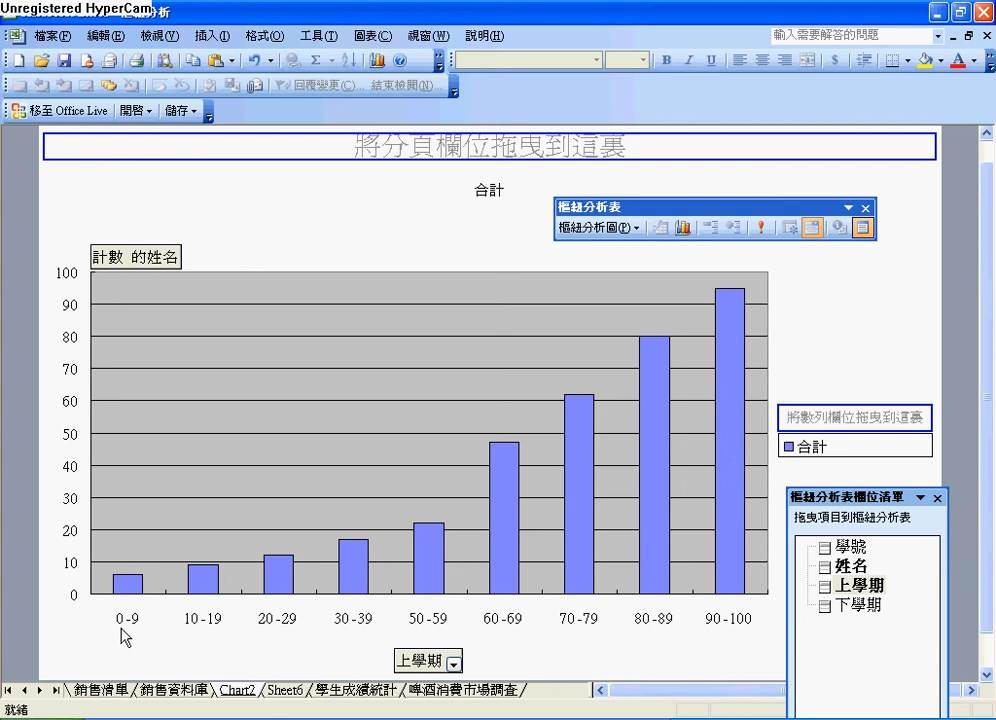 Unregistered HyperCam
分析
檔案(F) 編輯(E) 檢視(V) 插入(I) 格式(O) 工具(T) 圖表(C) 視窗(W) 說明(H)
輸入需要解答的問題
回覆變更(C)... 結束檢閱(N)...
移至 Office Live 開啓 儲存
將分頁欄位拖曳到這裏
合計
樞紐分析表
樞紐分析圖(P)
計數 的姓名
100
90
80
70
60
50
40
30
20
10
0
0-9 10-19 20-29 30-39 50-59 60-69 70-79 80-89 90-100
上學期
將數列欄位拖曳到這裏
合計
樞紐分析表欄位清單
拖曳項目到樞紐分析表
學號
姓名
上學期
下學期
銷售清單 銷售資料庫 Chart2 Sheet6 學生成績統計 啤酒消費市場調查
就緒